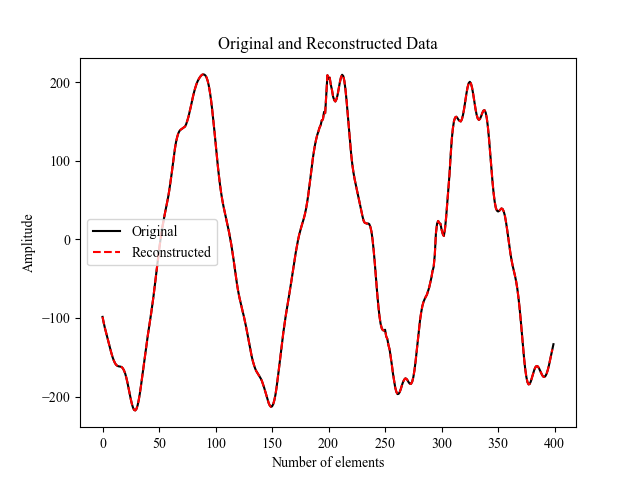 Original and Reconstructed Data
Amplitude
200
100
0
−100
−200
Original
Reconstructed
0 50 100 150 200 250 300 350 400
Number of elements